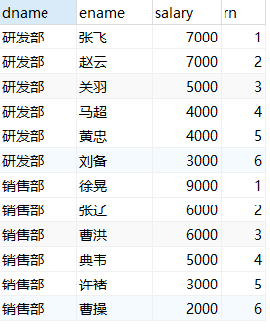 dname ename salary rn
研发部 张飞 7000 1
研发部 赵云 7000 2
研发部 关羽 5000 3
研发部 马超 4000 4
研发部 黄忠 4000 5
研发部 刘备 3000 6
销售部 徐晃 9000 1
销售部 张辽 6000 2
销售部 曹洪 6000 3
销售部 典韦 5000 4
销售部 许褚 3000 5
销售部 曹操 2000 6